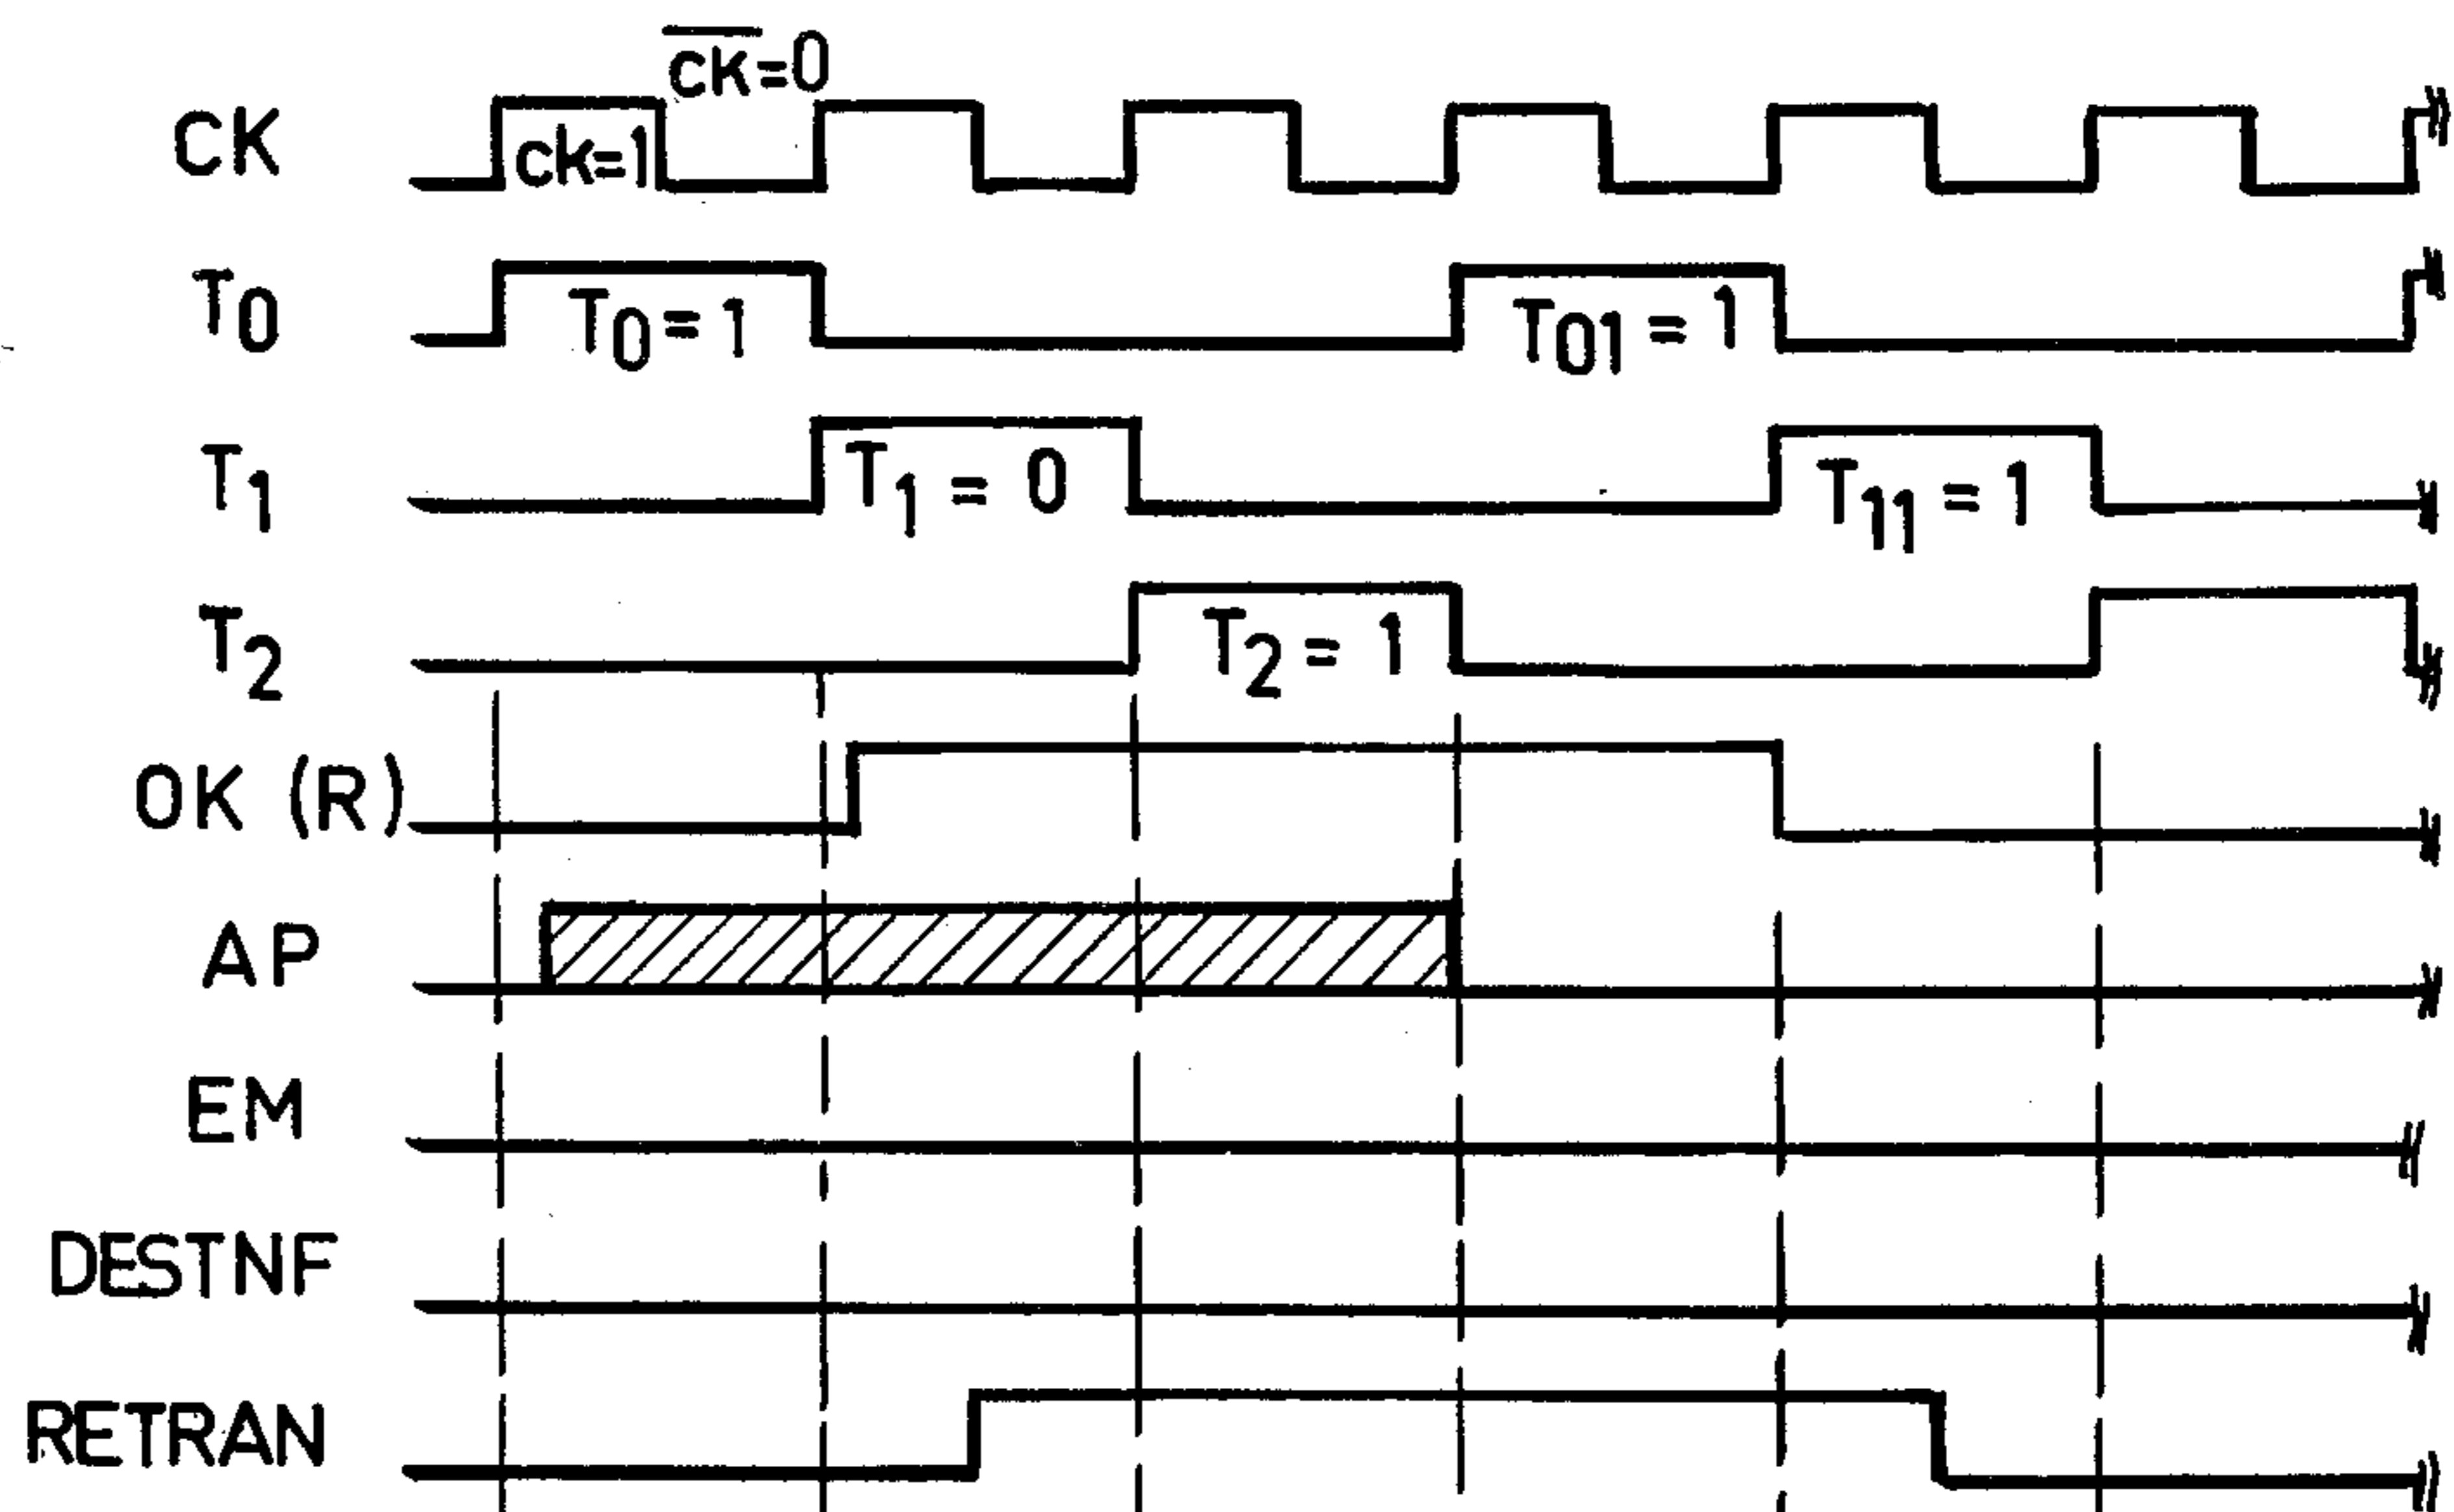 c̅k̅=0
CK
ck=1
T0
T0=1
T01=1
T1
T1=0
T11=1
T2
T2=1
OK (R)
AP
EM
DESTNF
RETRAN